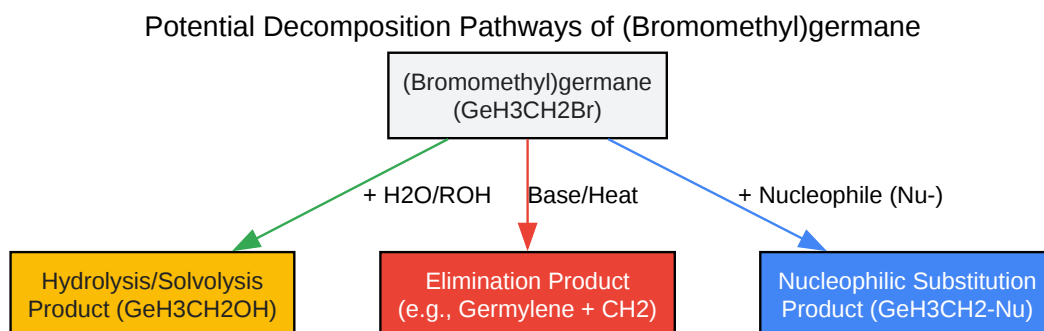 Potential Decomposition Pathways of (Bromomethyl)germane
(Bromomethyl)germane
(GeH3CH2Br)
+ H2O/ROH
Base/Heat
+ Nucleophile (Nu-)
Hydrolysis/Solvolysis
Product (GeH3CH2OH)
Elimination Product
(e.g., Germylene + CH2)
Nucleophilic Substitution
Product (GeH3CH2-Nu)